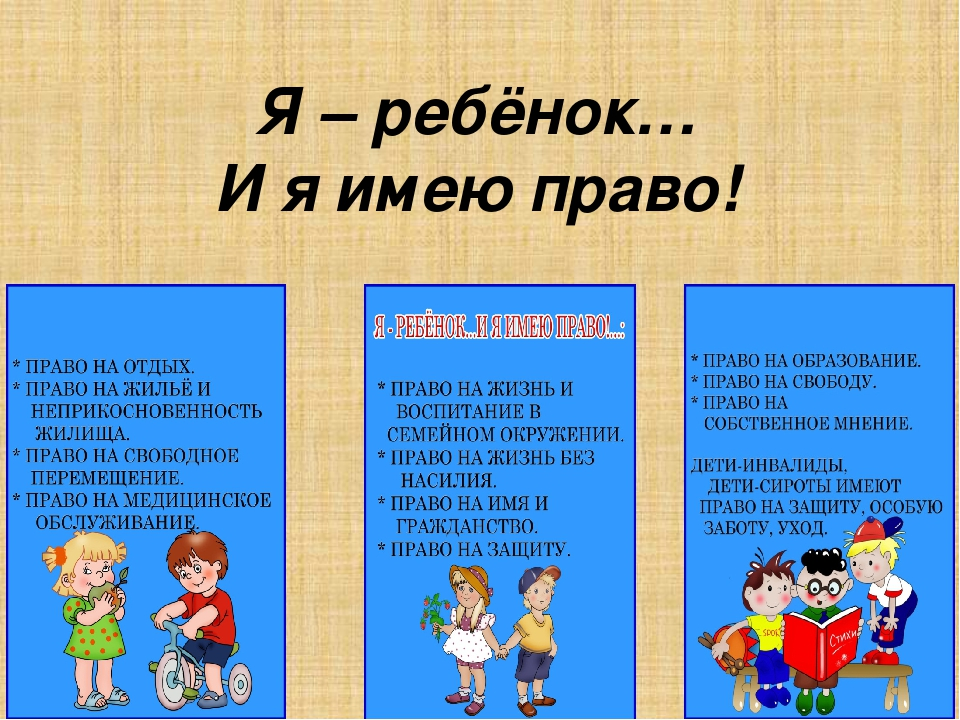 Я – ребёнок…
И я имею право!
* ПРАВО НА ОТДЫХ.
* ПРАВО НА ЖИЛЬЁ И
НЕПРИКОСНОВЕННОСТЬ
ЖИЛИЩА.
* ПРАВО НА СВОБОДНОЕ
ПЕРЕМЕЩЕНИЕ.
* ПРАВО НА МЕДИЦИНСКОЕ
ОБСЛУЖИВАНИЕ.
Я - РЕБЁНОК...И Я ИМЕЮ ПРАВО!...:
* ПРАВО НА ЖИЗНЬ И
ВОСПИТАНИЕ В
СЕМЕЙНОМ ОКРУЖЕНИИ.
* ПРАВО НА ЖИЗНЬ БЕЗ
НАСИЛИЯ.
* ПРАВО НА ИМЯ И
ГРАЖДАНСТВО.
* ПРАВО НА ЗАЩИТУ.
* ПРАВО НА ОБРАЗОВАНИЕ.
* ПРАВО НА СВОБОДУ.
* ПРАВО НА
СОБСТВЕННОЕ МНЕНИЕ.
ДЕТИ-ИНВАЛИДЫ,
ДЕТИ-СИРОТЫ ИМЕЮТ
ПРАВО НА ЗАЩИТУ, ОСОБУЮ
ЗАБОТУ, УХОД.
СТИХИ